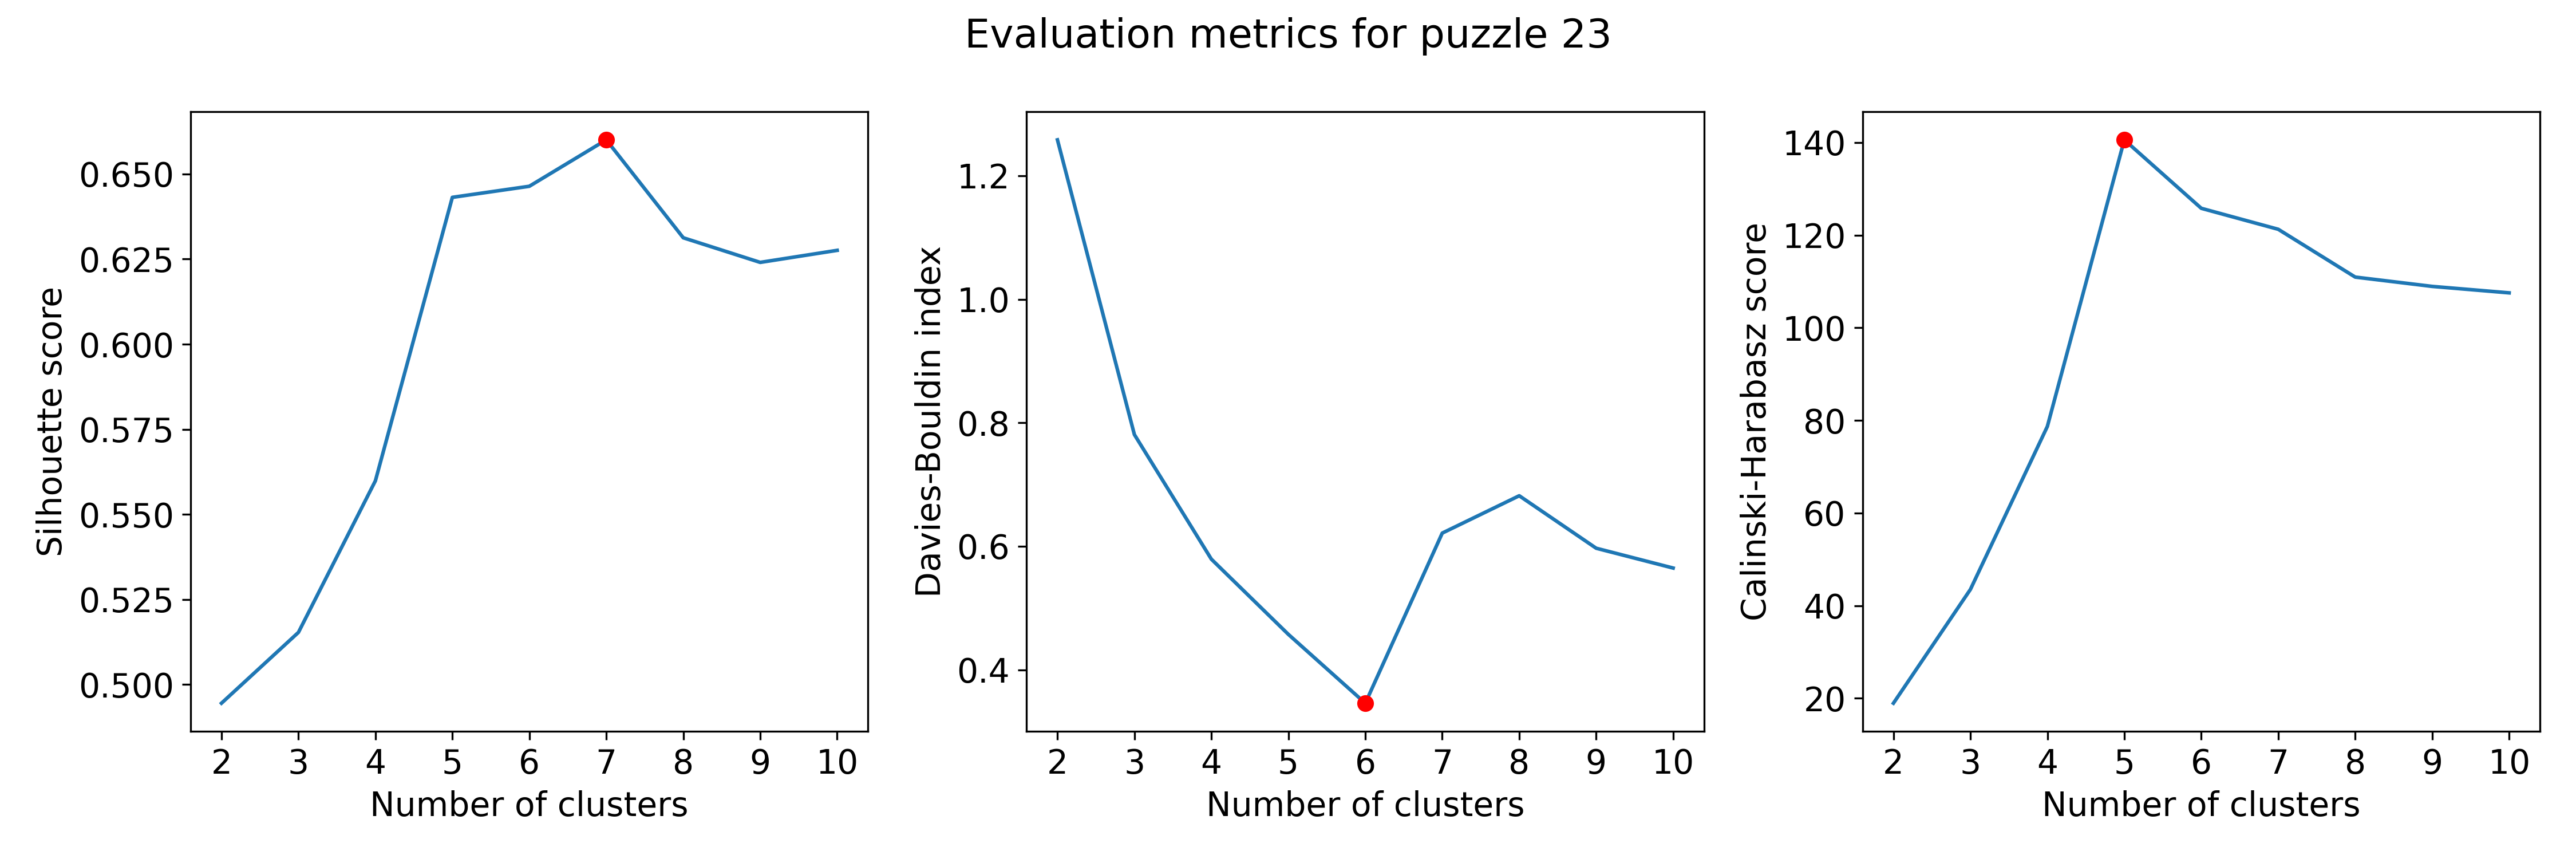 Evaluation metrics for puzzle 23
Silhouette score
0.650
0.625
0.600
0.575
0.550
0.525
0.500
2 3 4 5 6 7 8 9 10
Number of clusters
Davies-Bouldin index
1.2
1.0
0.8
0.6
0.4
2 3 4 5 6 7 8 9 10
Number of clusters
Calinski-Harabasz score
140
120
100
80
60
40
20
2 3 4 5 6 7 8 9 10
Number of clusters